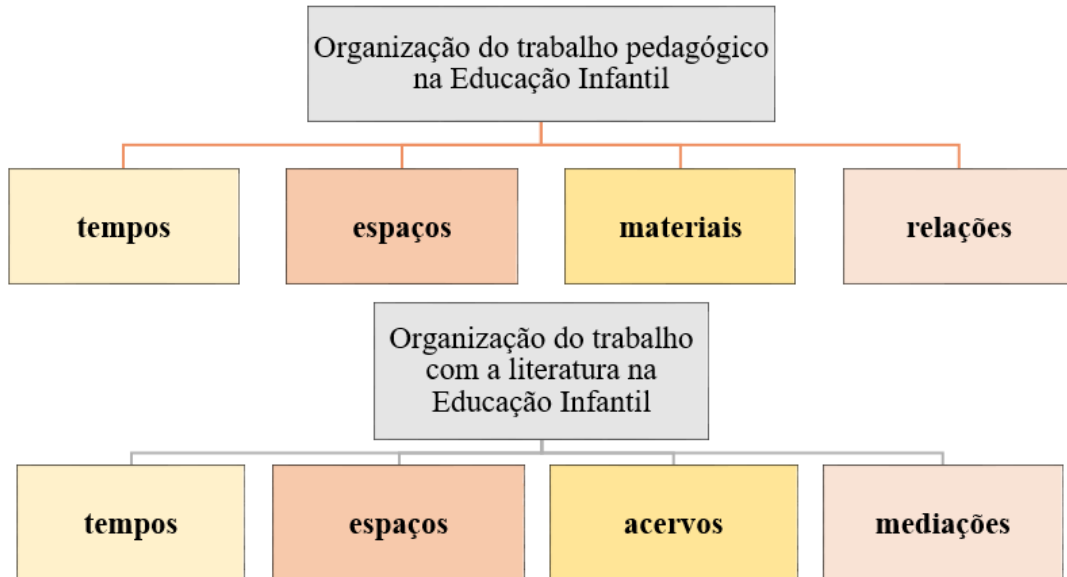 Organização do trabalho pedagógico
na Educação Infantil
tempos
espaços
materiais
relações
Organização do trabalho
com a literatura na
Educação Infantil
tempos
espaços
acervos
mediações